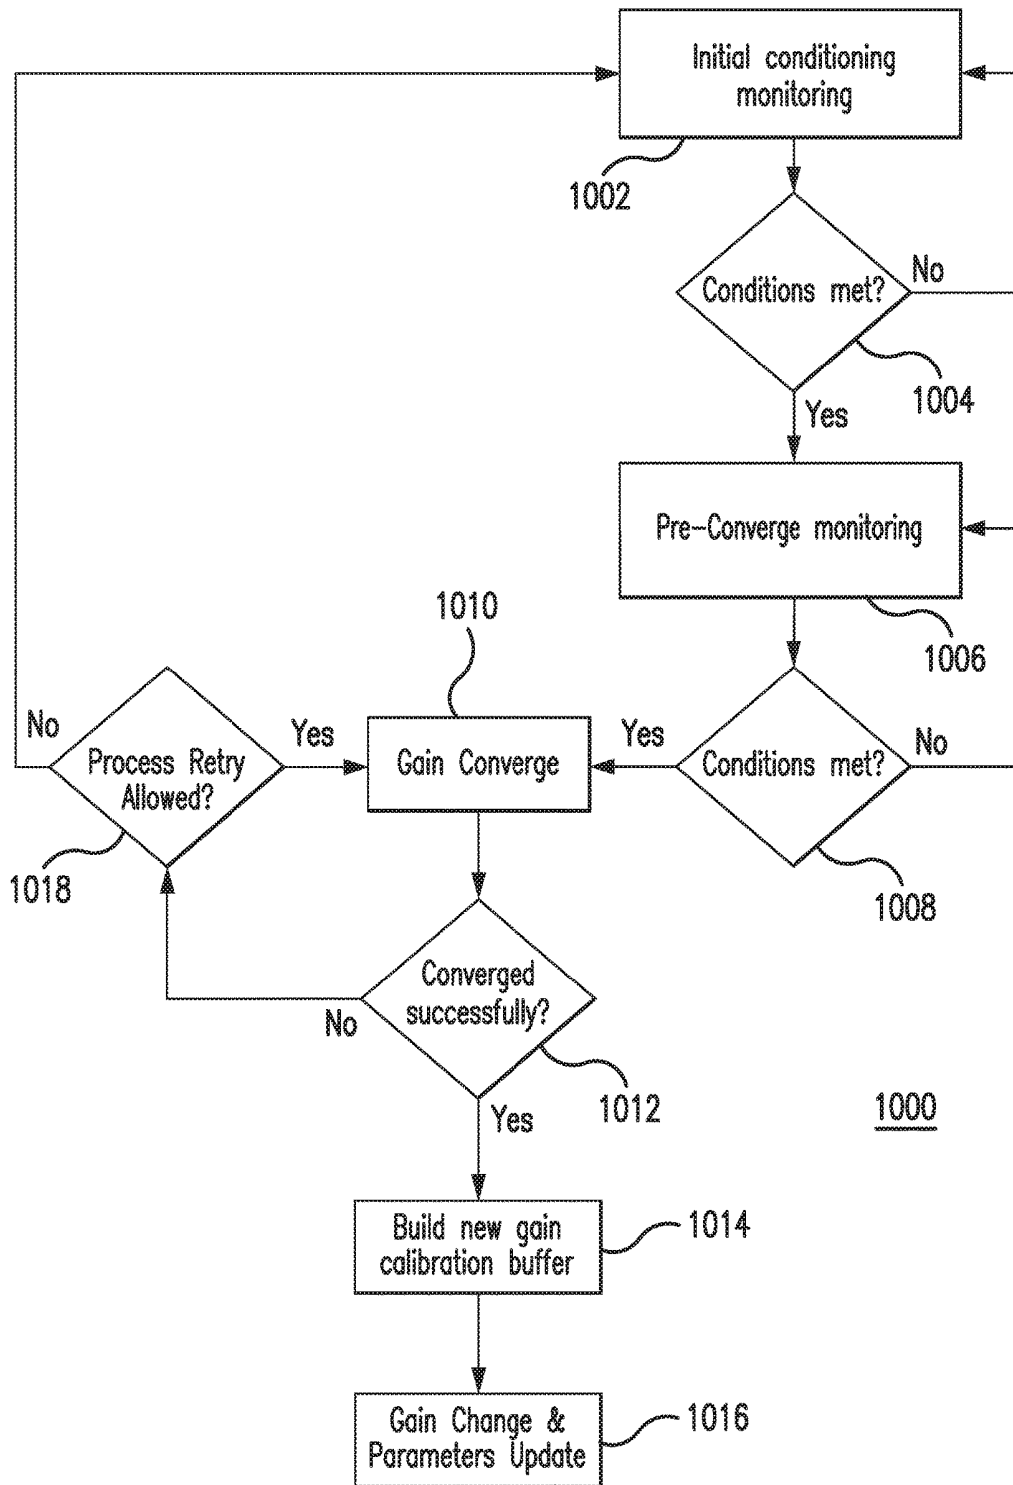 Initial conditioning
monitoring
1002
Conditions met?
No
1004
Yes
Pre-Converge monitoring
1006
1010
No
Process Retry
Allowed?
Yes
1018
Gain Converge
Yes
Conditions met?
No
1008
Converged
successfully?
No
1012
Yes
1000
Build new gain
calibration buffer
1014
Gain Change &
Parameters Update
1016